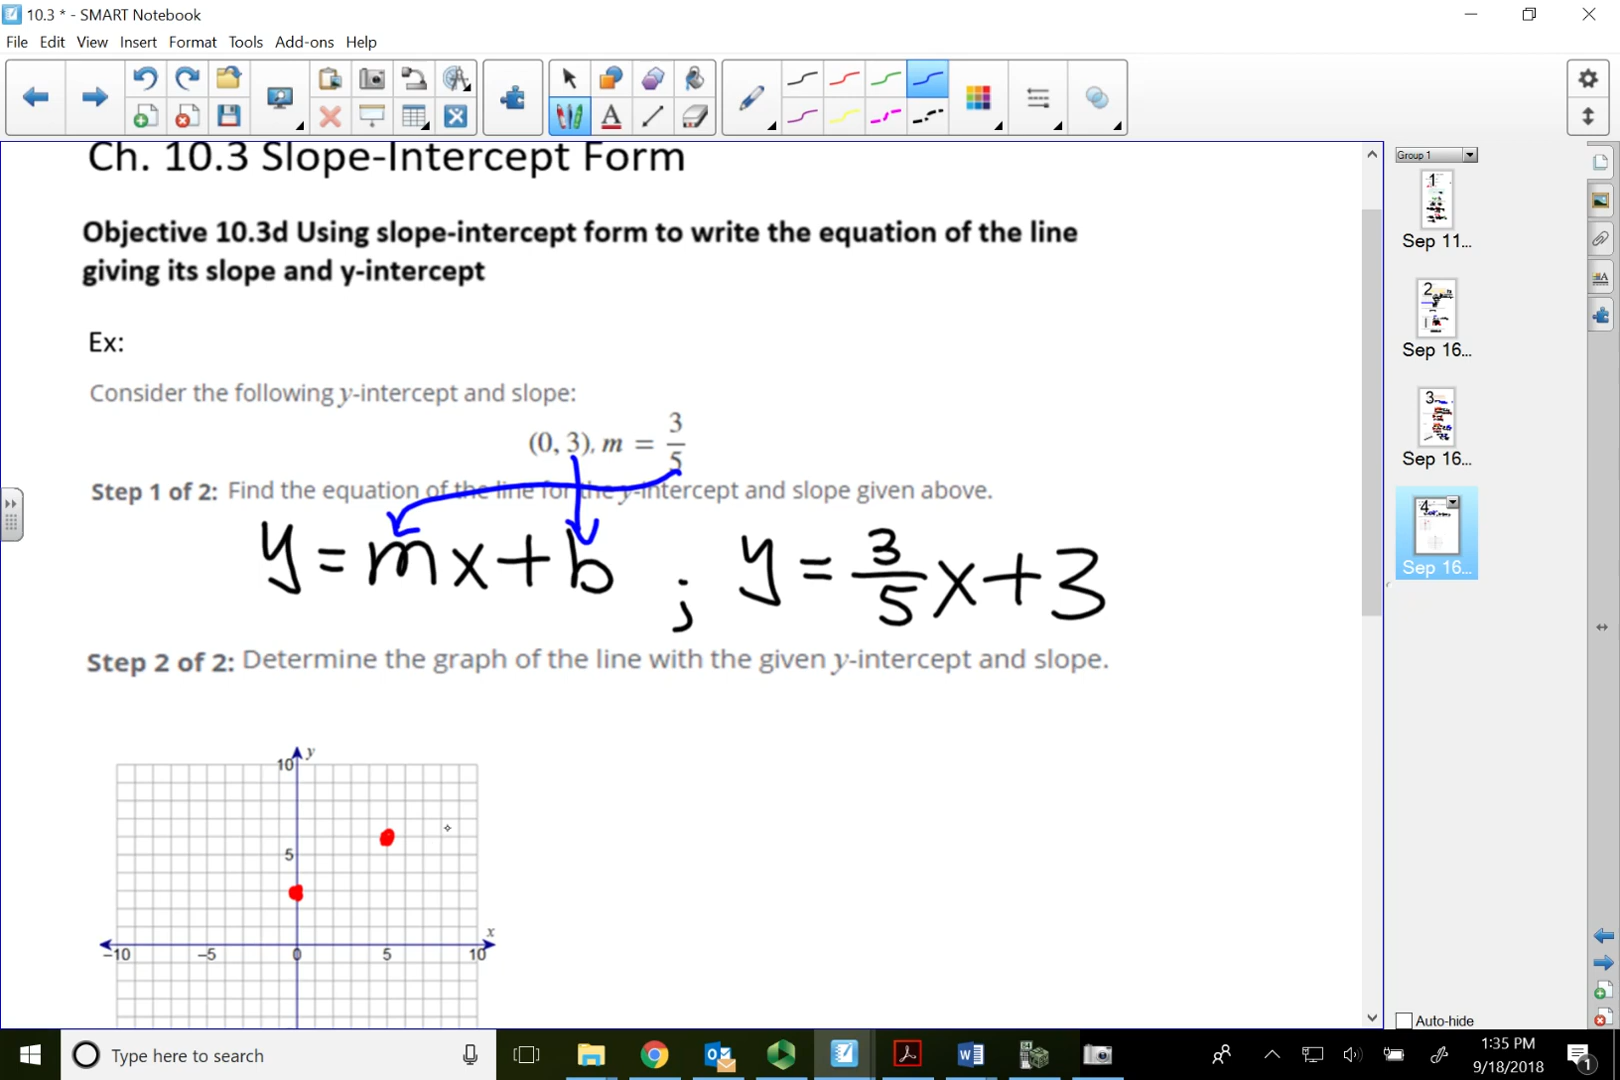 10.3 * - SMART Notebook
File Edit View Insert Format Tools Add-ons Help
Ch. 10.3 Slope-Intercept Form
Objective 10.3d Using slope-intercept form to write the equation of the line
giving its slope and y-intercept
Ex:
Consider the following y-intercept and slope:
(0, 3), m = 3/5
Step 1 of 2: Find the equation of the line for the y-intercept and slope given above.
y = mx + b ; y = 3/5 x + 3
Step 2 of 2: Determine the graph of the line with the given y-intercept and slope.
y
10
5
x
-10 -5 0 5 10
Group 1
1
Sep 11...
2
Sep 16...
3
Sep 16...
4
Sep 16...
Auto-hide
Type here to search
1:35 PM
9/18/2018
1